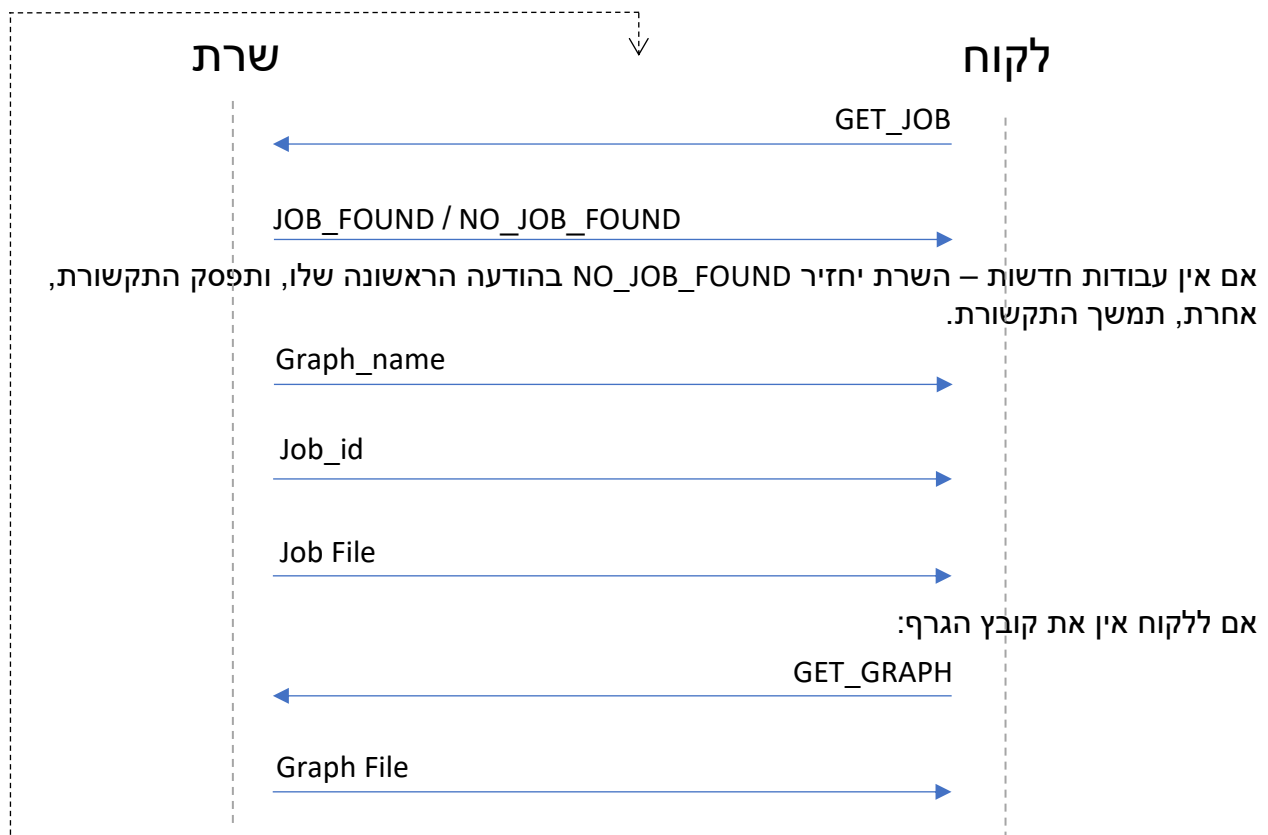 לקוח
שרת
GET_JOB
JOB_FOUND / NO_JOB_FOUND
אם אין עבודות חדשות – השרת יחזיר NO_JOB_FOUND בהודעה הראשונה שלו, ותפסק התקשורת,
אחרת, תמשך התקשורת.
Graph_name
Job_id
Job File
אם ללקוח אין את קובץ הגרף:
GET_GRAPH
Graph File